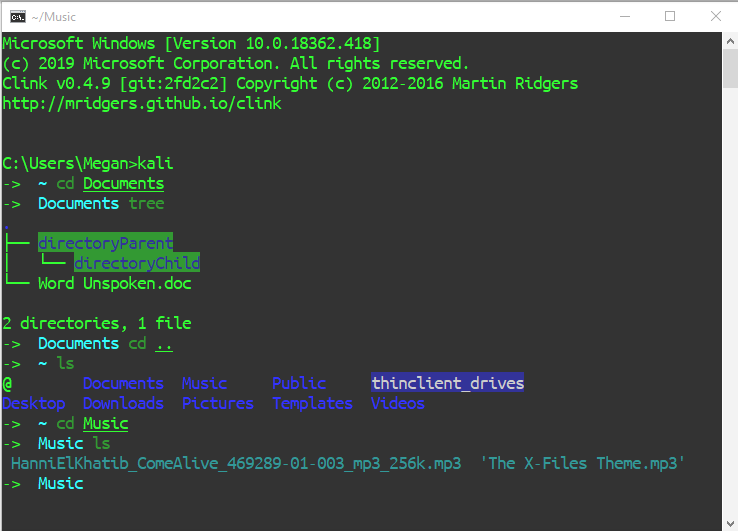 C:\. ~/Music
Microsoft Windows [Version 10.0.18362.418]
(c) 2019 Microsoft Corporation. All rights reserved.
Clink v0.4.9 [git:2fd2c2] Copyright (c) 2012-2016 Martin Ridgers
http://mridgers.github.io/clink
C:\Users\Megan>kali
->  ~ cd Documents
->  Documents tree
.
├── directoryParent
│   └── directoryChild
└── Word Unspoken.doc
2 directories, 1 file
->  Documents cd ..
->  ~ ls
@        Documents  Music     Public     thinclient_drives
Desktop  Downloads  Pictures  Templates  Videos
->  ~ cd Music
->  Music ls
 HanniElKhatib_ComeAlive_469289-01-003_mp3_256k.mp3  'The X-Files Theme.mp3'
->  Music